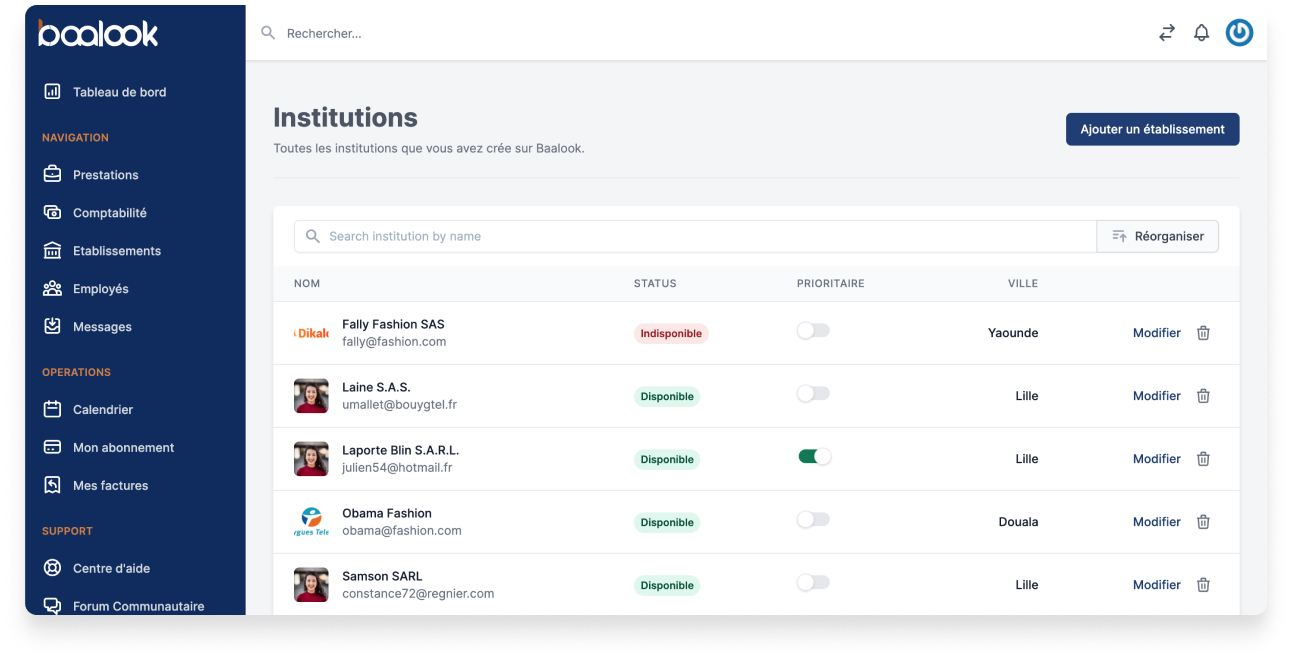 baalook
Rechercher...
Tableau de bord
NAVIGATION
Prestations
Comptabilité
Etablissements
Employés
Messages
OPERATIONS
Calendrier
Mon abonnement
Mes factures
SUPPORT
Centre d'aide
Forum Communautaire
Institutions
Toutes les institutions que vous avez crée sur Baalook.
Ajouter un établissement
Search institution by name
Réorganiser
NOM STATUS PRIORITAIRE VILLE
Dikalo
Fally Fashion SAS
fally@fashion.com
Indisponible
Yaounde
Modifier
Laine S.A.S.
umallet@bouygtel.fr
Disponible
Lille
Modifier
Laporte Blin S.A.R.L.
julien54@hotmail.fr
Disponible
Lille
Modifier
Obama Fashion
obama@fashion.com
Disponible
Douala
Modifier
Samson SARL
constance72@regnier.com
Disponible
Lille
Modifier